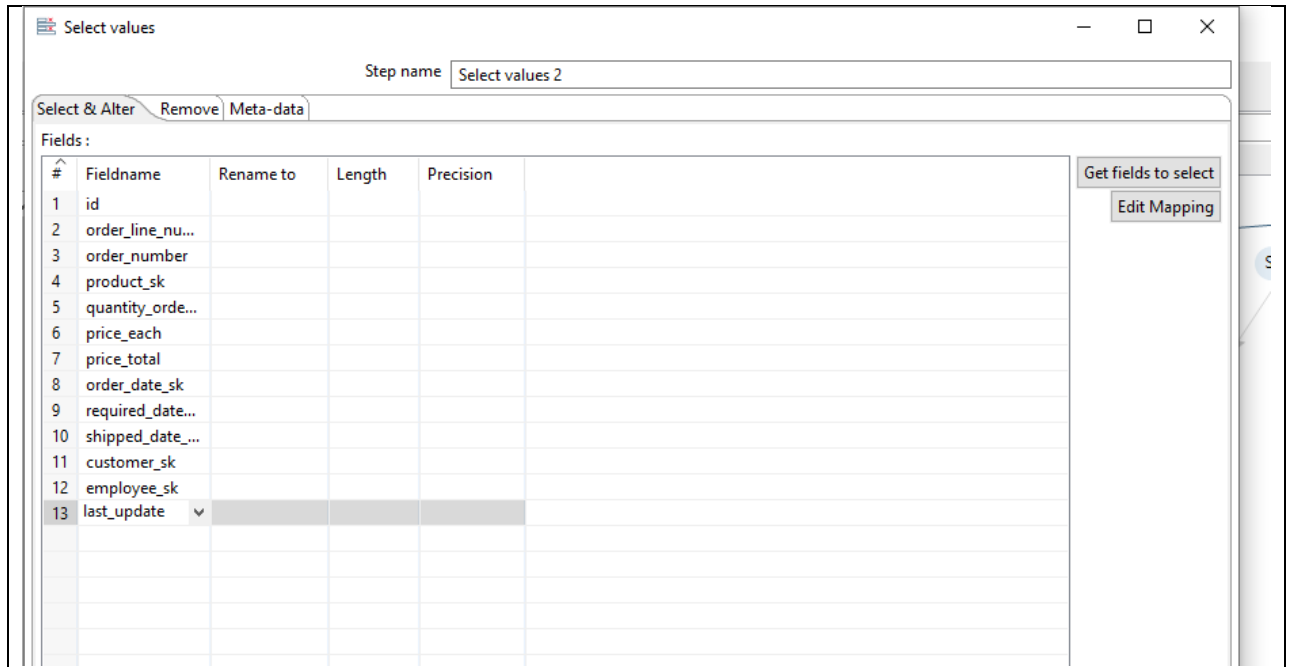 Select values
Step name Select values 2
Select & Alter Remove Meta-data
Fields :
# Fieldname Rename to Length Precision
Get fields to select
1 id
Edit Mapping
2 order_line_nu...
3 order_number
4 product_sk
5 quantity_orde...
6 price_each
7 price_total
8 order_date_sk
9 required_date...
10 shipped_date_...
11 customer_sk
12 employee_sk
13 last_update